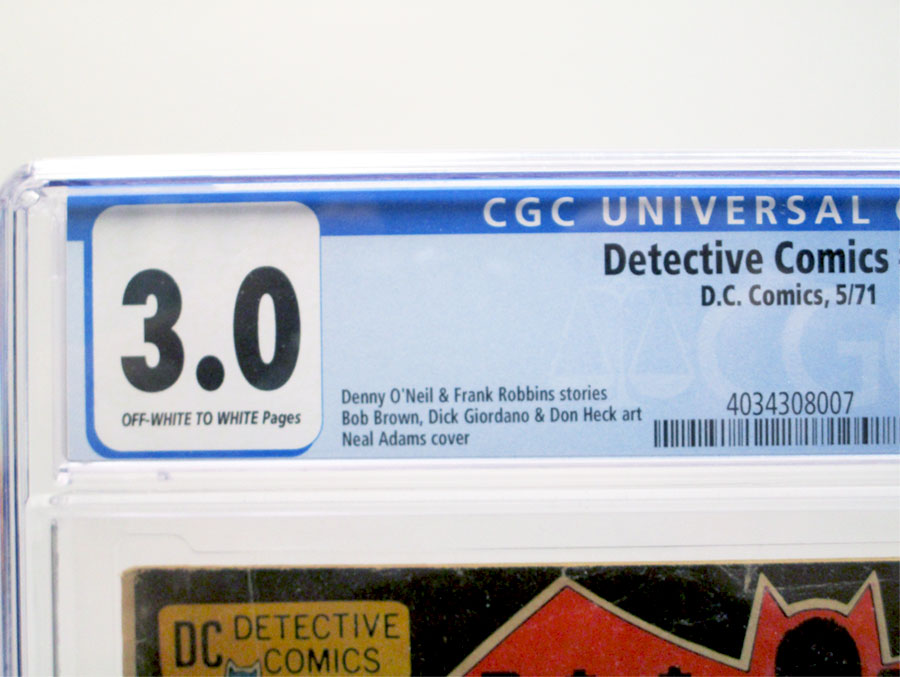 CGC UNIVERSAL
Detective Comics
D.C. Comics, 5/71
3.0
OFF-WHITE TO WHITE Pages
Denny O'Neil & Frank Robbins stories
Bob Brown, Dick Giordano & Don Heck art
Neal Adams cover
4034308007
CGC
DC DETECTIVE
COMICS